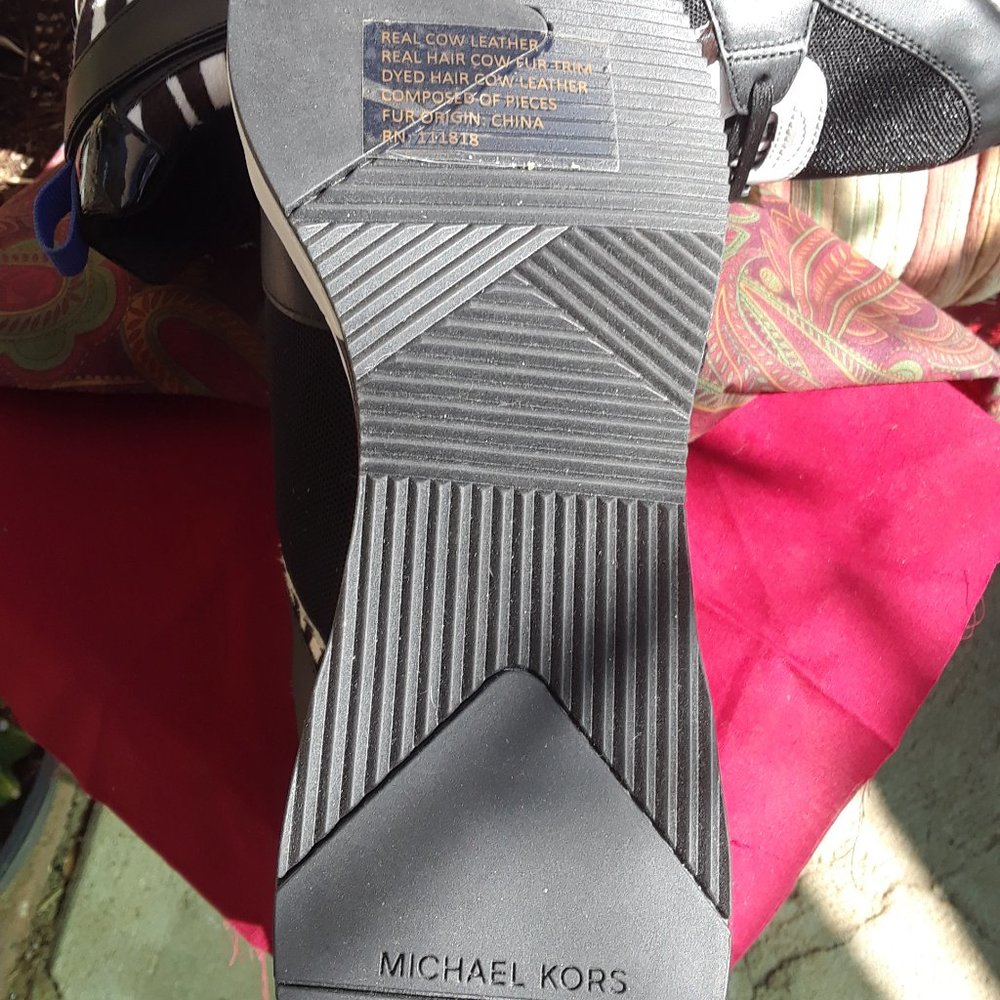 REAL COW LEATHER
REAL HAIR COW FUR TRIM
DYED HAIR COW LEATHER
COMPOSED OF PIECES
FUR ORIGIN: CHINA
RN: 111818
MICHAEL KORS